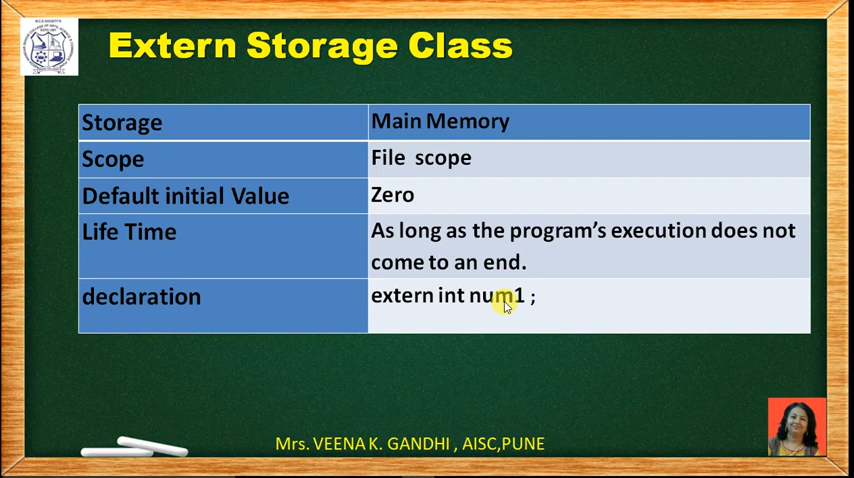 Extern Storage Class
Storage Main Memory
Scope File scope
Default initial Value Zero
Life Time As long as the program's execution does not
come to an end.
declaration extern int num1 ;
Mrs. VEENA K. GANDHI , AISC,PUNE